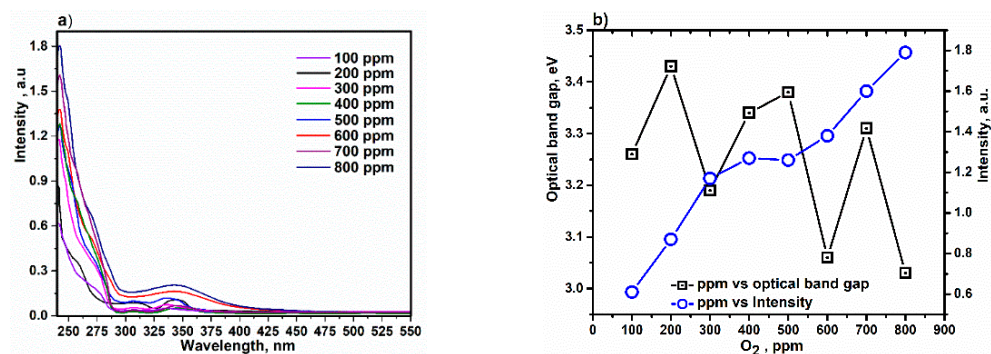 a)
Intensity , a.u
1.8
1.5
1.2
0.9
0.6
0.3
0.0
100 ppm
200 ppm
300 ppm
400 ppm
500 ppm
600 ppm
700 ppm
800 ppm
250 275 300 325 350 375 400 425 450 475 500 525 550
Wavelength, nm
b)
Optical band gap, eV
3.5
3.4
3.3
3.2
3.1
3.0
ppm vs optical band gap
ppm vs Intensity
0 100 200 300 400 500 600 700 800 900
O₂ , ppm
1.8
1.6
1.4
1.2
1.0
0.8
0.6
Intensity, a.u.